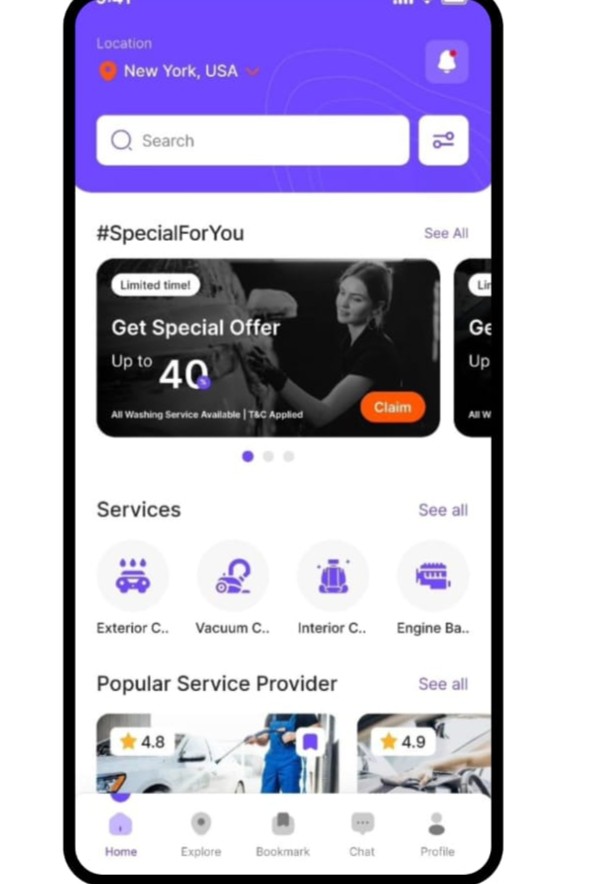 Location
New York, USA
Search
#SpecialForYou
See All
Limited time!
Get Special Offer
Up to 40%
All Washing Service Available | T&C Applied
Claim
Ge
Up
All W
Services
See all
Exterior C..
Vacuum C..
Interior C..
Engine Ba..
Popular Service Provider
See all
4.8
4.9
Home
Explore
Bookmark
Chat
Profile